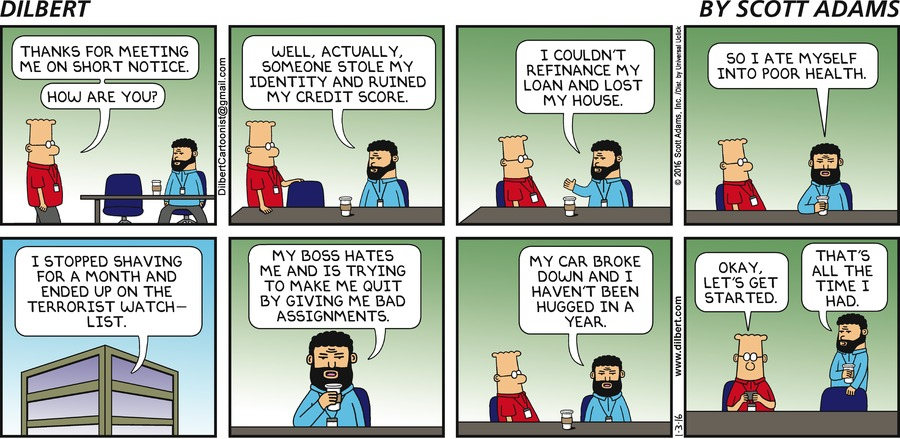 DILBERT
BY SCOTT ADAMS
THANKS FOR MEETING
ME ON SHORT NOTICE.
HOW ARE YOU?
DilbertCartoonist@gmail.com
WELL, ACTUALLY,
SOMEONE STOLE MY
IDENTITY AND RUINED
MY CREDIT SCORE.
I COULDN'T
REFINANCE MY
LOAN AND LOST
MY HOUSE.
© 2016 Scott Adams, Inc. /Dist. by Universal Uclick
SO I ATE MYSELF
INTO POOR HEALTH.
I STOPPED SHAVING
FOR A MONTH AND
ENDED UP ON THE
TERRORIST WATCH-
LIST.
MY BOSS HATES
ME AND IS TRYING
TO MAKE ME QUIT
BY GIVING ME BAD
ASSIGNMENTS.
MY CAR BROKE
DOWN AND I
HAVEN'T BEEN
HUGGED IN A
YEAR.
1-3-16
www.dilbert.com
OKAY,
LET'S GET
STARTED.
THAT'S
ALL THE
TIME I
HAD.